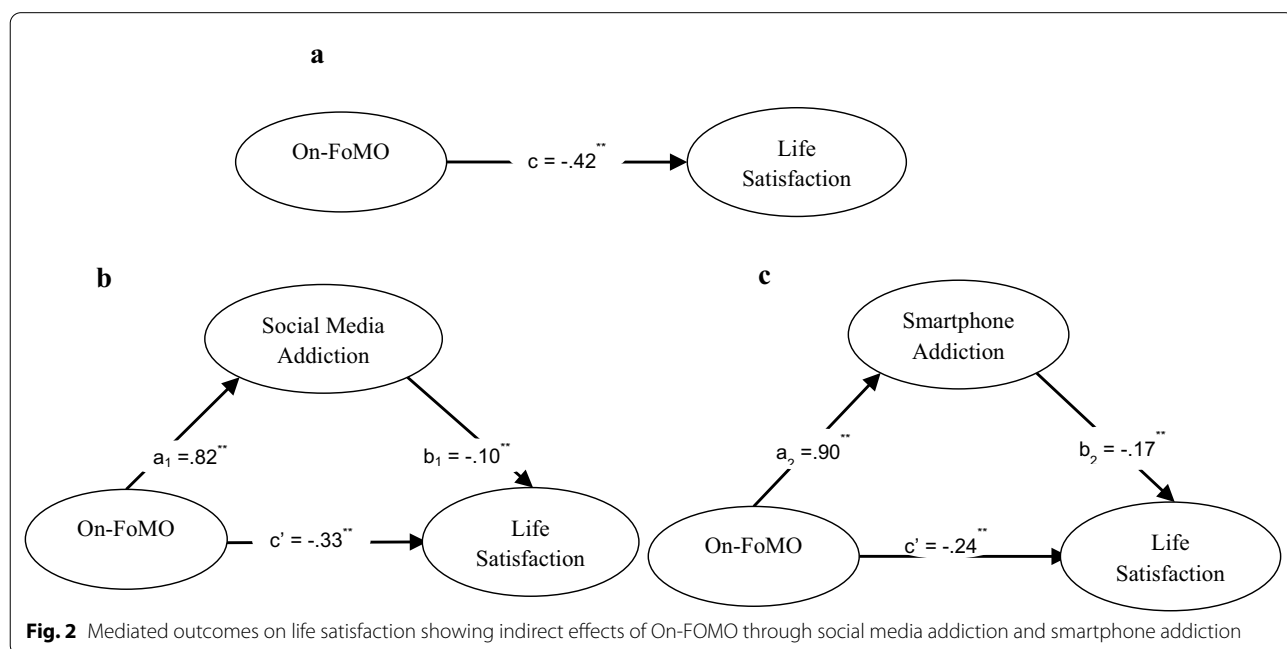 a
On-FoMO
c = -.42**
Life
Satisfaction
b
Social Media
Addiction
a₁ =.82**
b₁ = -.10**
On-FoMO
c' = -.33**
Life
Satisfaction
c
Smartphone
Addiction
a₂ =.90**
b₂ = -.17**
On-FoMO
c' = -.24**
Life
Satisfaction
Fig. 2 Mediated outcomes on life satisfaction showing indirect effects of On-FOMO through social media addiction and smartphone addiction